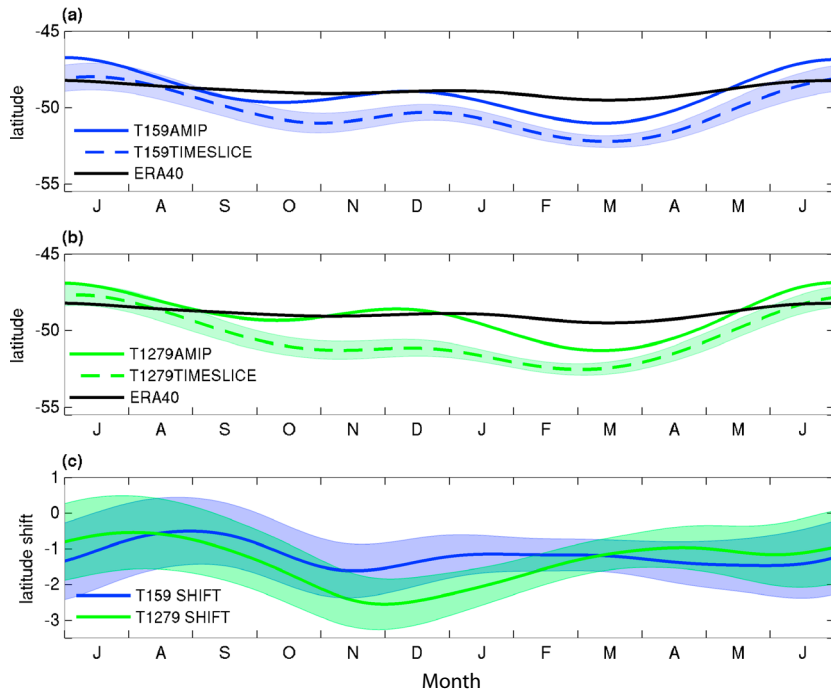 (a)
-45
-50
-55
latitude
T159AMIP
T159TIMESLICE
ERA40
J A S O N D J F M A M J
(b)
-45
-50
-55
latitude
T1279AMIP
T1279TIMESLICE
ERA40
J A S O N D J F M A M J
(c)
1
0
-1
-2
-3
latitude shift
T159 SHIFT
T1279 SHIFT
J A S O N D J F M A M J
Month